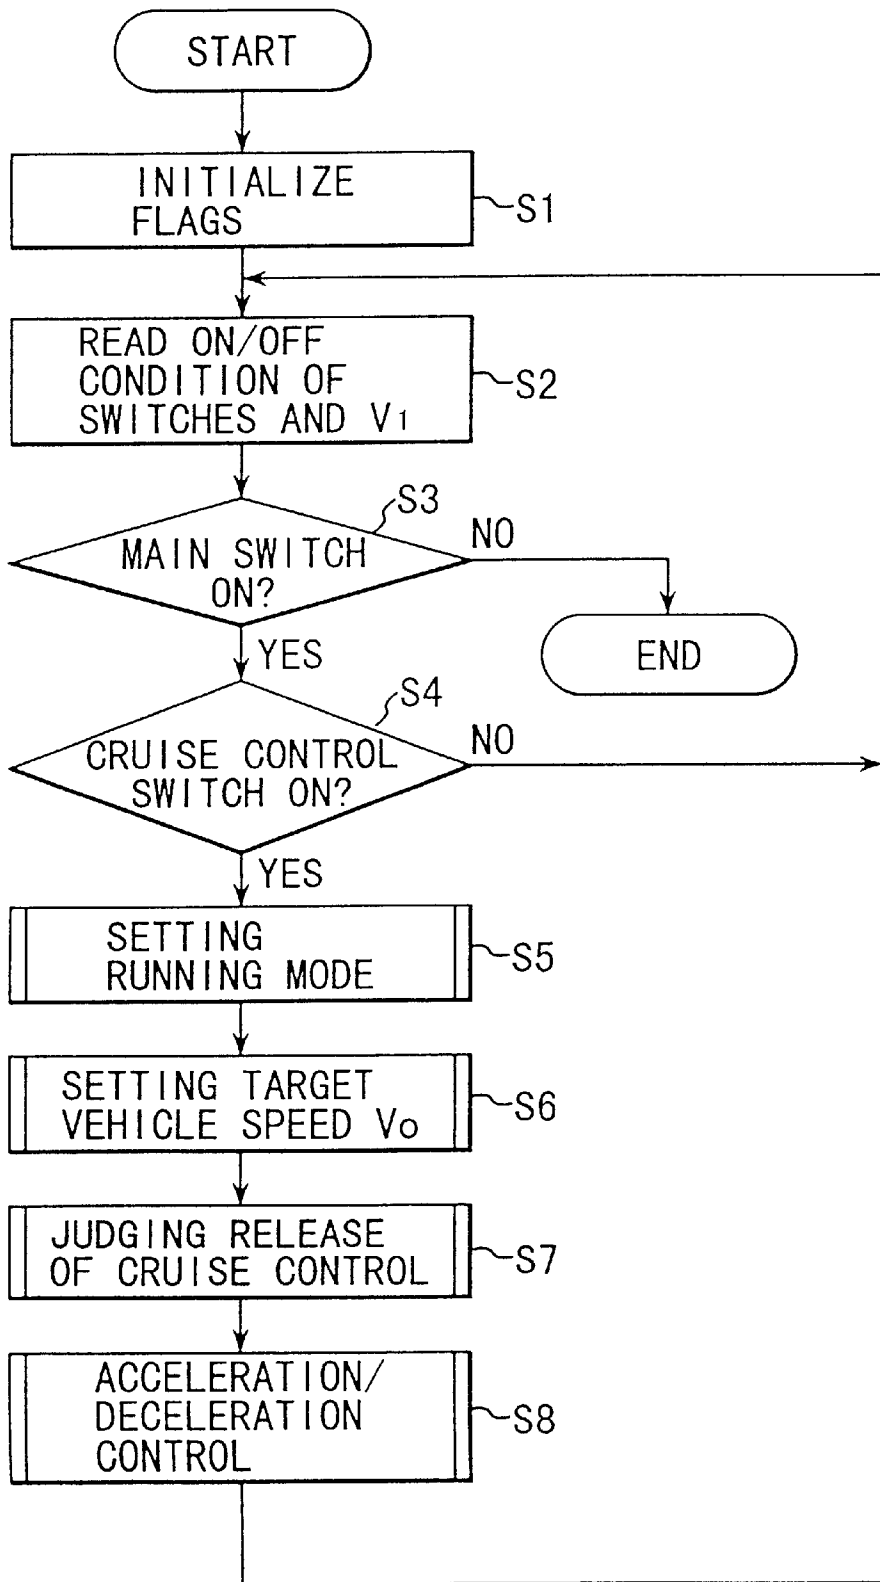 START
INITIALIZE
FLAGS
S1
READ ON/OFF
CONDITION OF
SWITCHES AND V1
S2
S3
MAIN SWITCH
ON?
NO
END
YES
S4
CRUISE CONTROL
SWITCH ON?
NO
YES
SETTING
RUNNING MODE
S5
SETTING TARGET
VEHICLE SPEED Vo
S6
JUDGING RELEASE
OF CRUISE CONTROL
S7
ACCELERATION/
DECELERATION
CONTROL
S8